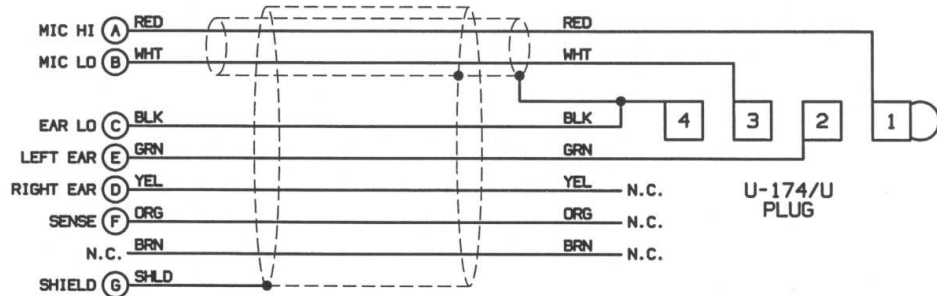 MIC HI A RED RED
MIC LO B WHT WHT
EAR LO C BLK BLK 4 3 2 1
LEFT EAR E GRN GRN
RIGHT EAR D YEL YEL N.C.
U-174/U
PLUG
SENSE F ORG ORG N.C.
N.C. BRN BRN N.C.
SHIELD G SHLD